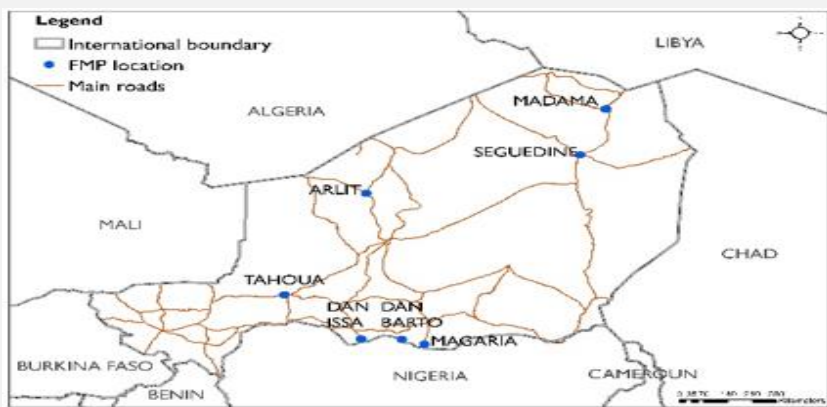 Legend
International boundary
FMP location
Main roads
LIBYA
ALGERIA
MADAMA
SEGUEDINE
ARLIT
MALI
CHAD
TAHOUA
DAN DAN
ISSA BARTO
MAGARIA
BURKINA FASO
NIGERIA
CAMEROUN
BENIN
Kilometers